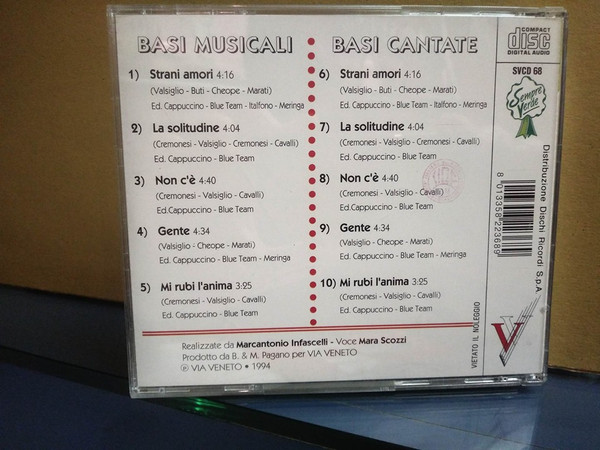 BASI MUSICALI
1) Strani amori 4:16
(Valsiglio - Buti - Cheope - Marati)
Ed. Cappuccino - Blue Team - Italfono - Meringa
2) La solitudine 4:04
(Cremonesi - Valsiglio - Cremonesi - Cavalli)
Ed. Cappuccino - Blue Team
3) Non c'è 4:40
(Cremonesi - Valsiglio - Cavalli)
Ed.Cappuccino - Blue Team
4) Gente 4:34
(Valsiglio - Cheope - Marati)
Ed. Cappuccino - Blue Team - Meringa
5) Mi rubi l'anima 3:25
(Cremonesi - Valsiglio - Cavalli)
Ed. Cappuccino - Blue Team
BASI CANTATE
6) Strani amori 4:16
(Valsiglio - Buti - Cheope - Marati)
Ed. Cappuccino - Blue Team - Italfono - Meringa
7) La solitudine 4:04
(Cremonesi - Valsiglio - Cremonesi - Cavalli)
Ed. Cappuccino - Blue Team
8) Non c'è 4:40
(Cremonesi - Valsiglio - Cavalli)
Ed.Cappuccino - Blue Team
9) Gente 4:34
(Valsiglio - Cheope - Marati)
Ed. Cappuccino - Blue Team - Meringa
10) Mi rubi l'anima 3:25
(Cremonesi - Valsiglio - Cavalli)
Ed. Cappuccino - Blue Team
Realizzate da Marcantonio Infascelli - Voce Mara Scozzi
Prodotto da B. & M. Pagano per VIA VENETO
℗ VIA VENETO • 1994
COMPACT
disc
DIGITAL AUDIO
SVCD 68
Sempre
Verde
Distribuzione Dischi Ricordi S.p.A
8 013358 223689
VIETATO IL NOLEGGIO